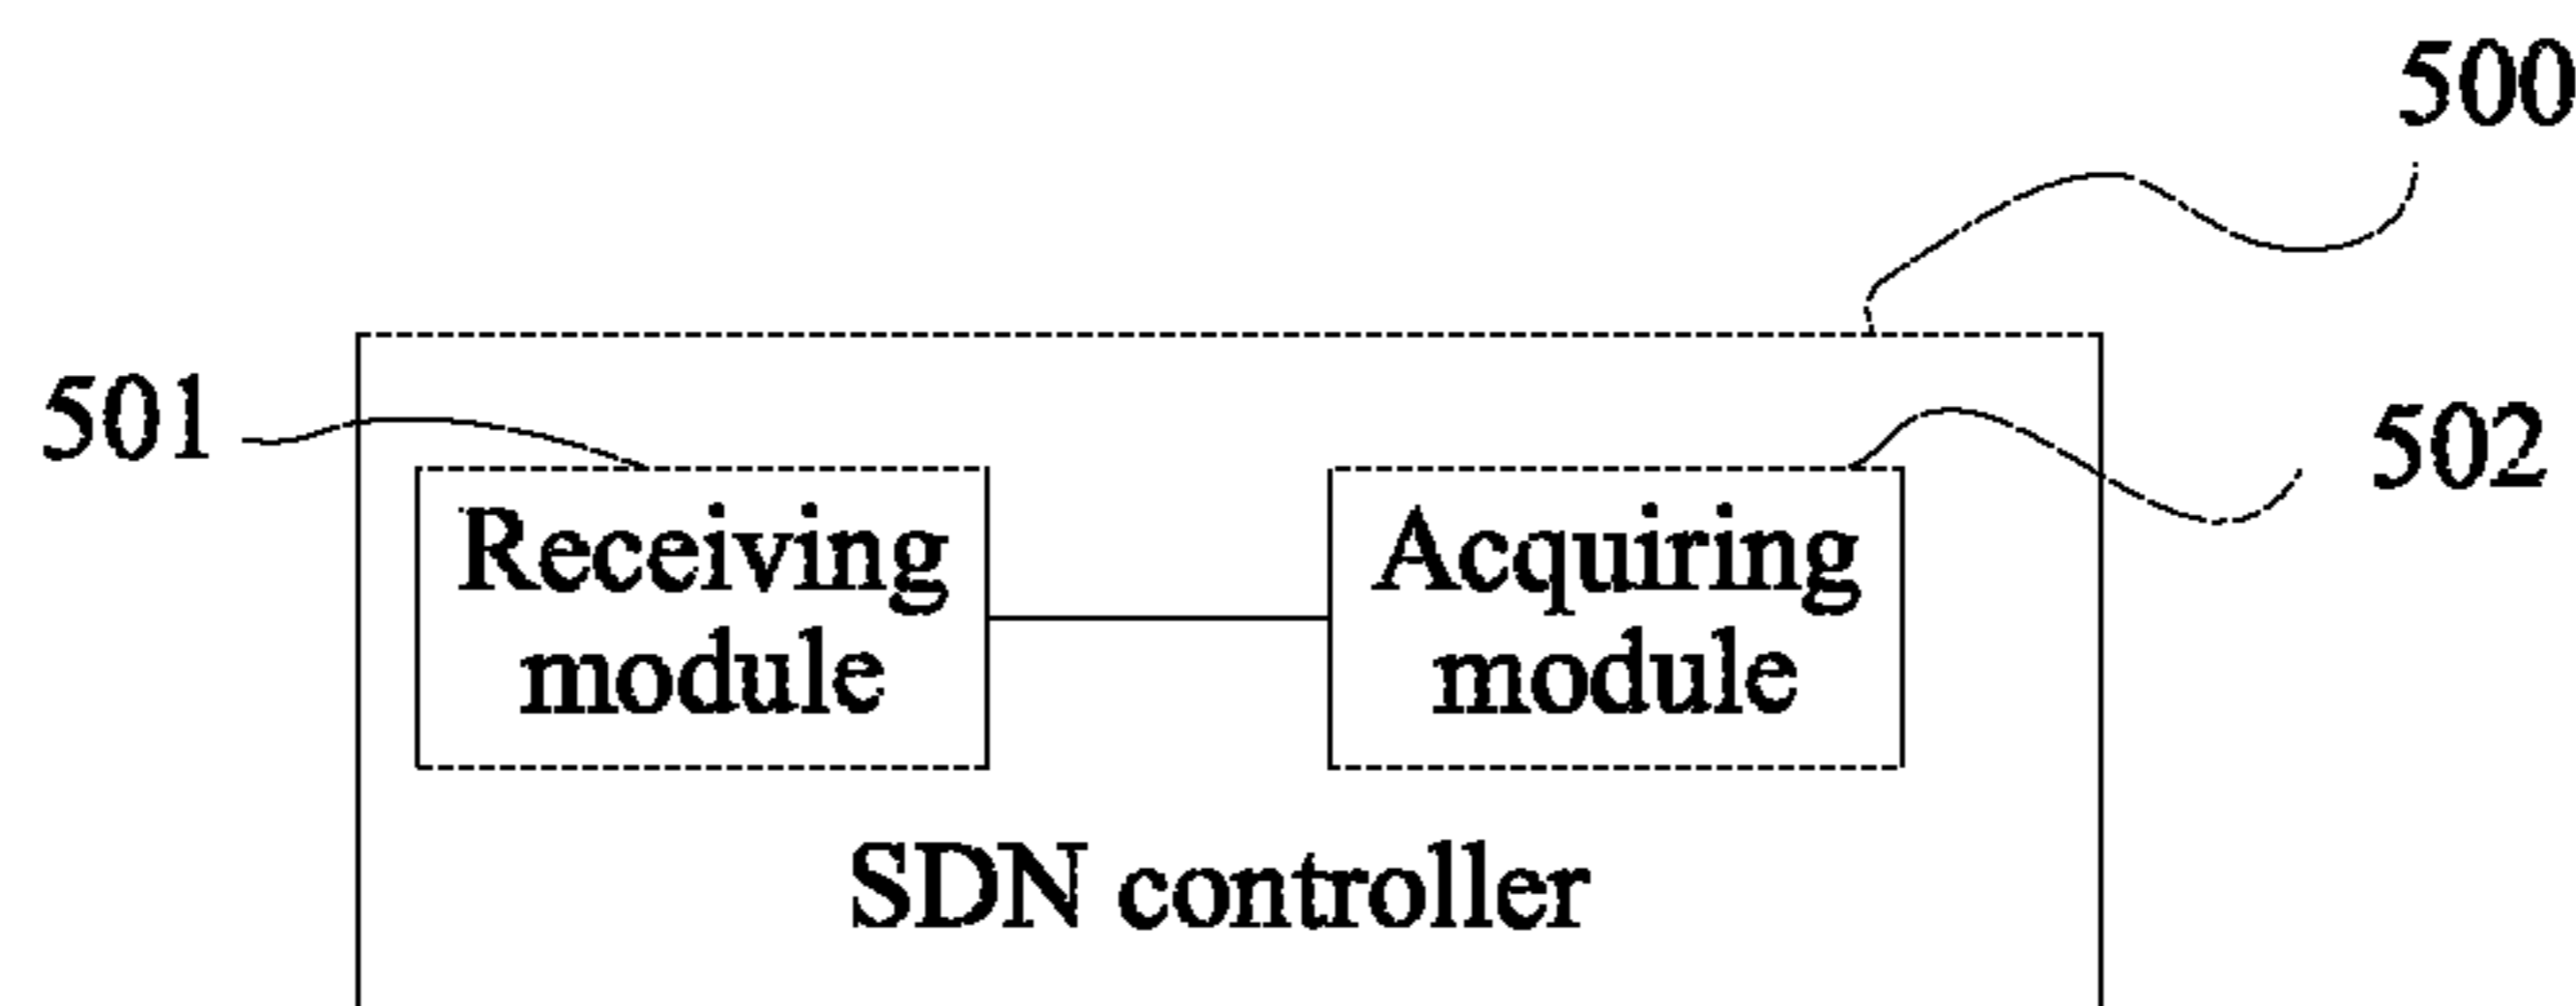 500
501
502
Receiving
module
Acquiring
module
SDN controller